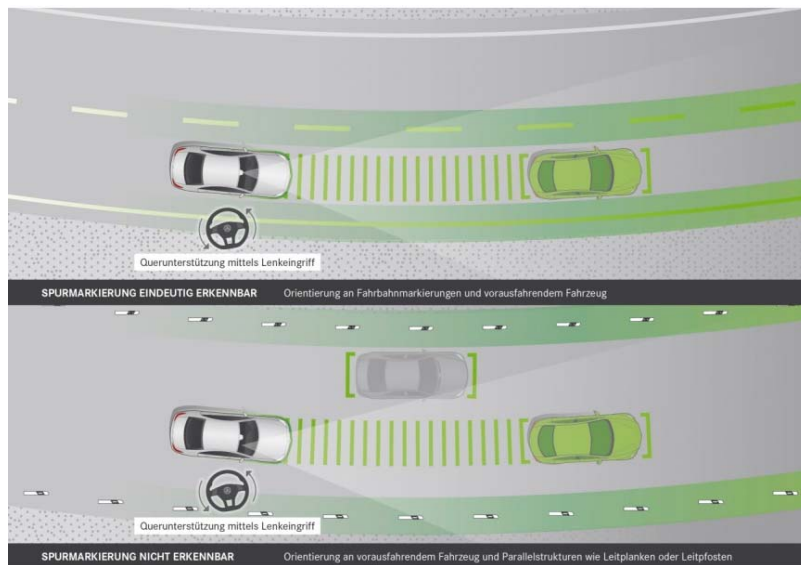 Querunterstützung mittels Lenkeingriff
SPURMARKIERUNG EINDEUTIG ERKENNBAR Orientierung an Fahrbahnmarkierungen und vorausfahrendem Fahrzeug
Querunterstützung mittels Lenkeingriff
SPURMARKIERUNG NICHT ERKENNBAR Orientierung an vorausfahrendem Fahrzeug und Parallelstrukturen wie Leitplanken oder Leitpfosten